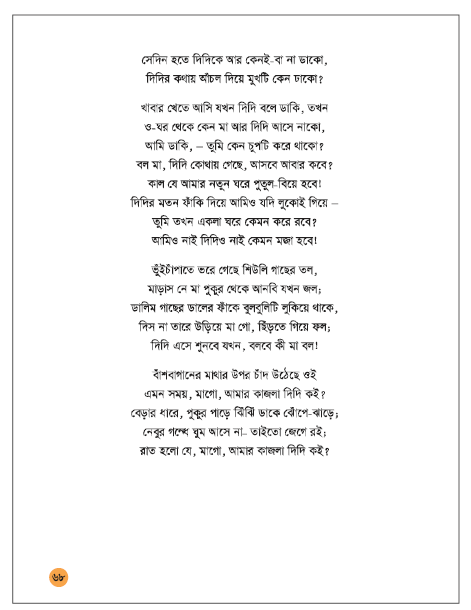 সেদিন হতে দিদিকে আর কেনই-বা না ডাকো,
দিদির কথায় আঁচল দিয়ে মুখটি কেন ঢাকো?
খাবার খেতে আসি যখন দিদি বলে ডাকি, তখন
ও-ঘর থেকে কেন মা আর দিদি আসে নাকো,
আমি ডাকি, – তুমি কেন চুপটি করে থাকো?
বল মা, দিদি কোথায় গেছে, আসবে আবার কবে?
কাল যে আমার নতুন ঘরে পুতুল-বিয়ে হবে!
দিদির মতন ফাঁকি দিয়ে আমিও যদি লুকোই গিয়ে –
তুমি তখন একলা ঘরে কেমন করে রবে?
আমিও নাই দিদিও নাই কেমন মজা হবে!
ভুঁইচাঁপাতে ভরে গেছে শিউলি গাছের তল,
মাড়াস নে মা পুকুর থেকে আনবি যখন জল;
ডালিম গাছের ডালের ফাঁকে বুলবুলিটি লুকিয়ে থাকে,
দিস না তারে উড়িয়ে মা গো, ছিঁড়তে গিয়ে ফল;
দিদি এসে শুনবে যখন, বলবে কী মা বল!
বাঁশবাগানের মাথার উপর চাঁদ উঠেছে ওই
এমন সময়, মাগো, আমার কাজলা দিদি কই?
বেড়ার ধারে, পুকুর পাড়ে ঝিঁঝিঁ ডাকে ঝোঁপে-ঝাড়ে;
নেবুর গন্ধে ঘুম আসে না- তাইতো জেগে রই;
রাত হলো যে, মাগো, আমার কাজলা দিদি কই?
৬৮